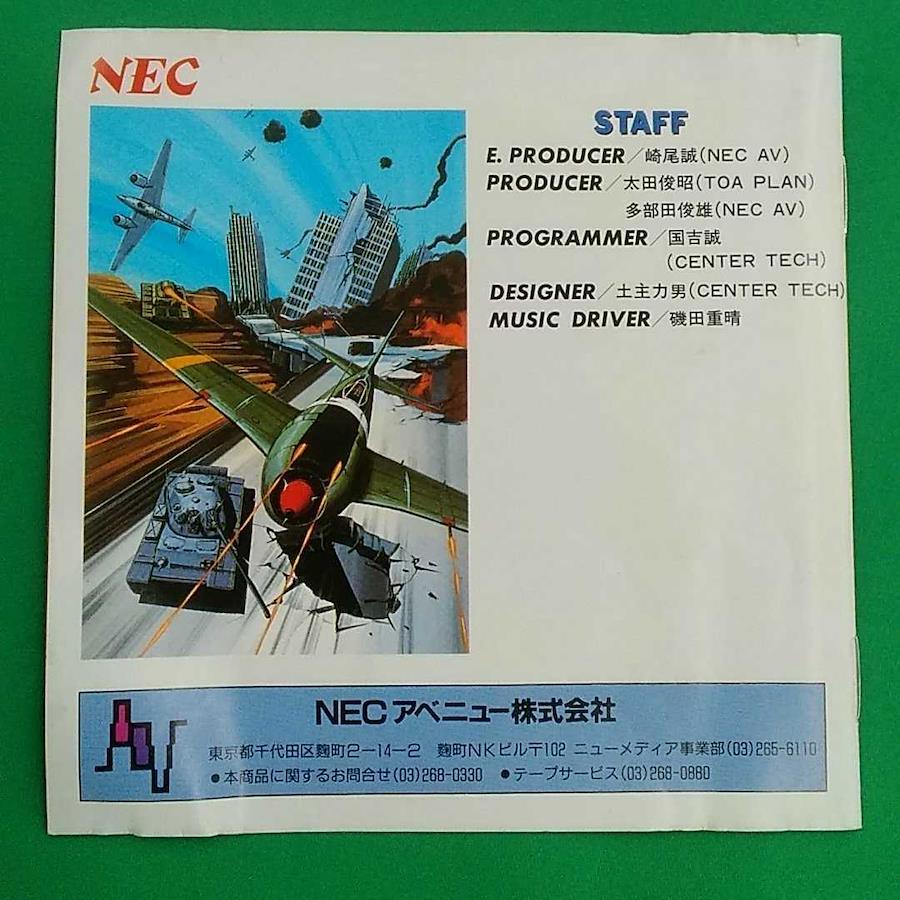 NEC
STAFF
E. PRODUCER/崎尾誠(NEC AV)
PRODUCER/太田俊昭(TOA PLAN)
多部田俊雄(NEC AV)
PROGRAMMER/国吉誠
(CENTER TECH)
DESIGNER/土主力男(CENTER TECH)
MUSIC DRIVER/磯田重晴
NECアベニュー株式会社
東京都千代田区麴町2-14-2 麴町NKビル〒102 ニューメディア事業部(03)265-6110
●本商品に関するお問合せ(03)268-0330 ●テープサービス(03)268-0880